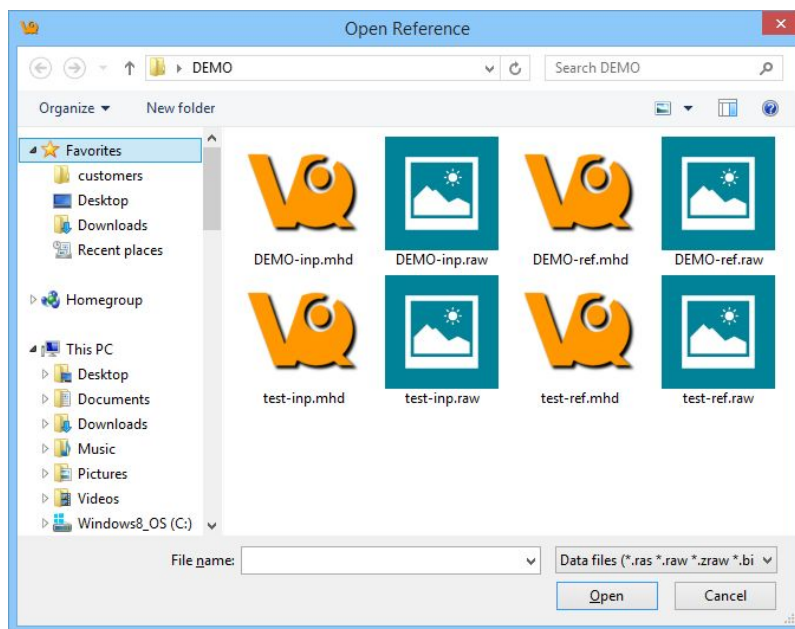 Open Reference
DEMO
Search DEMO
Organize
New folder
Favorites
customers
Desktop
Downloads
Recent places
Homegroup
This PC
Desktop
Documents
Downloads
Music
Pictures
Videos
Windows8_OS (C:)
DEMO-inp.mhd
DEMO-inp.raw
DEMO-ref.mhd
DEMO-ref.raw
test-inp.mhd
test-inp.raw
test-ref.mhd
test-ref.raw
File name:
Data files (*.ras *.raw *.zraw *.bi
Open
Cancel